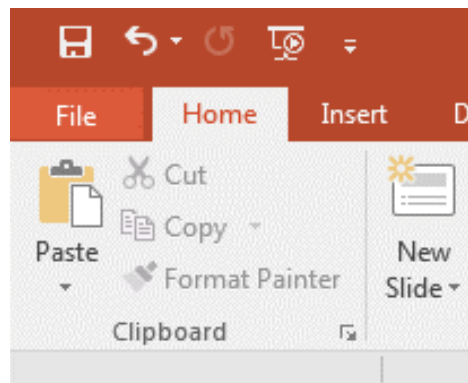 File Home Insert D
Cut
Copy
Format Painter
Paste
New
Slide
Clipboard